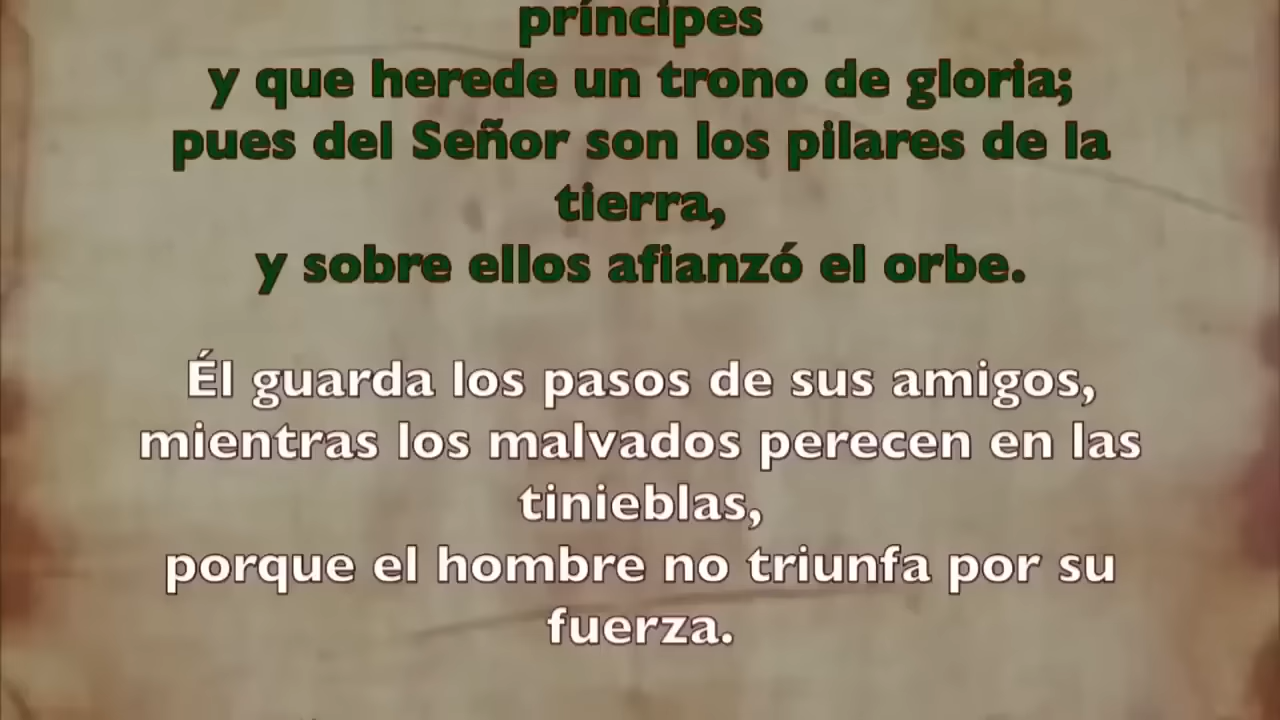 príncipes
y que herede un trono de gloria;
pues del Señor son los pilares de la
tierra,
y sobre ellos afianzó el orbe.
Él guarda los pasos de sus amigos,
mientras los malvados perecen en las
tinieblas,
porque el hombre no triunfa por su
fuerza.